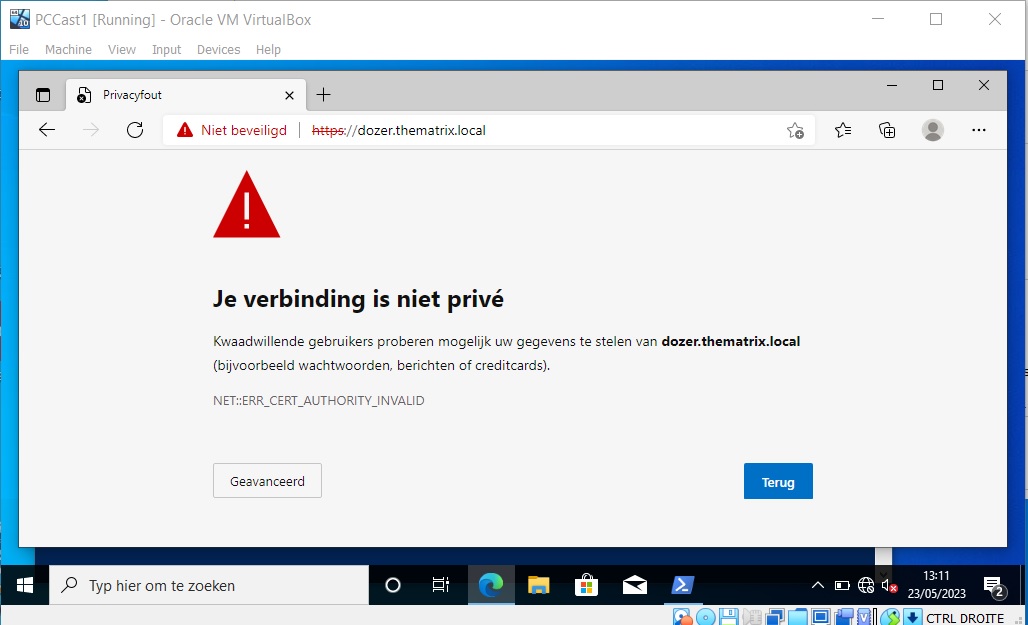 PCCast1 [Running] - Oracle VM VirtualBox
File Machine View Input Devices Help
Privacyfout
Niet beveiligd https://dozer.thematrix.local
Je verbinding is niet privé
Kwaadwillende gebruikers proberen mogelijk uw gegevens te stelen van dozer.thematrix.local
(bijvoorbeeld wachtwoorden, berichten of creditcards).
NET::ERR_CERT_AUTHORITY_INVALID
Geavanceerd
Terug
Typ hier om te zoeken
13:11
23/05/2023
2
CTRL DROITE